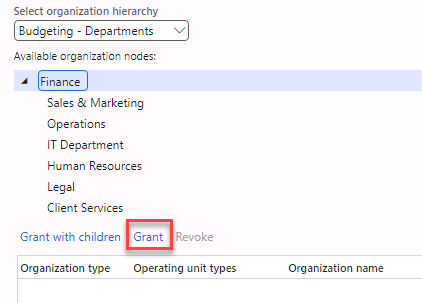 Select organization hierarchy
Budgeting - Departments
Available organization nodes:
Finance
Sales & Marketing
Operations
IT Department
Human Resources
Legal
Client Services
Grant with children Grant Revoke
Organization type Operating unit types Organization name